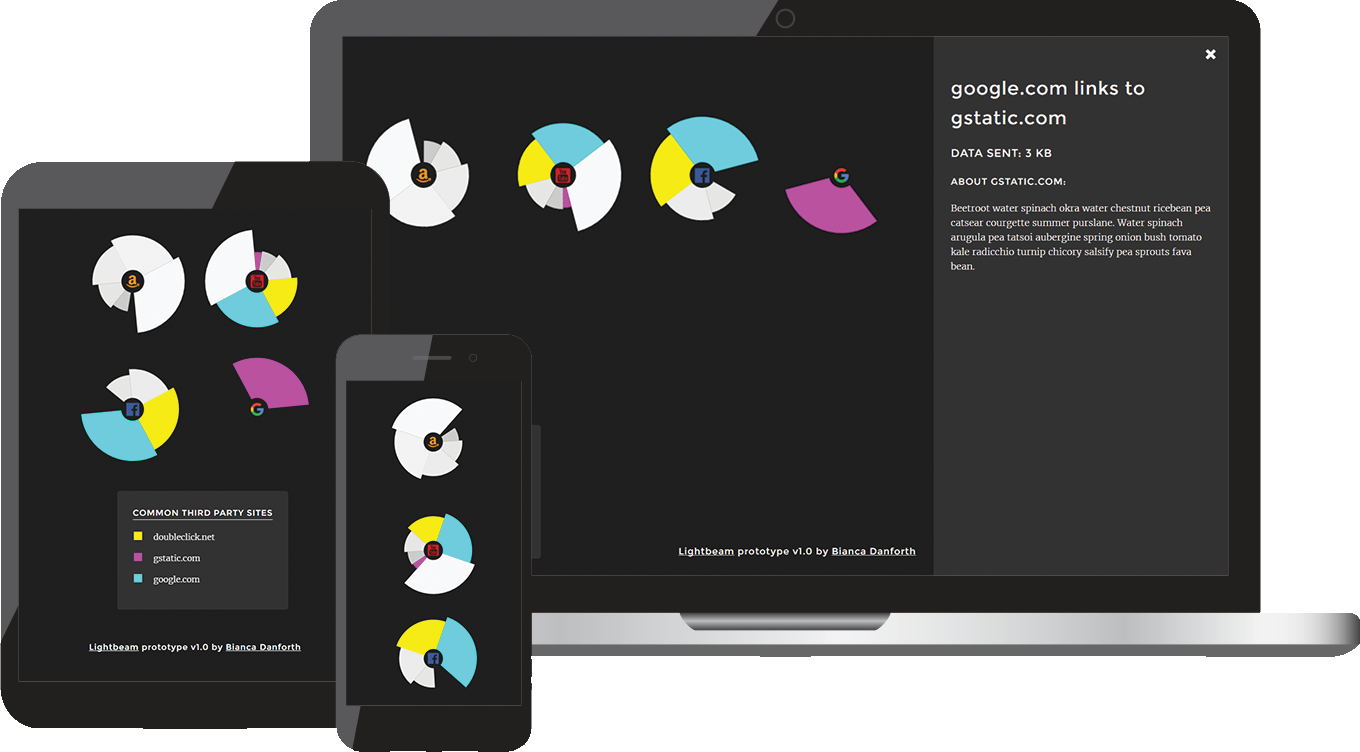 google.com links to
gstatic.com
DATA SENT: 3 KB
ABOUT GSTATIC.COM:
Beetroot water spinach okra water chestnut ricebean pea
catsear courgette summer purslane. Water spinach
arugula pea tatsoi aubergine spring onion bush tomato
kale radicchio turnip chicory salsify pea sprouts fava
bean.
Lightbeam prototype v1.0 by Bianca Danforth
COMMON THIRD PARTY SITES
doubleclick.net
gstatic.com
google.com
Lightbeam prototype v1.0 by Bianca Danforth